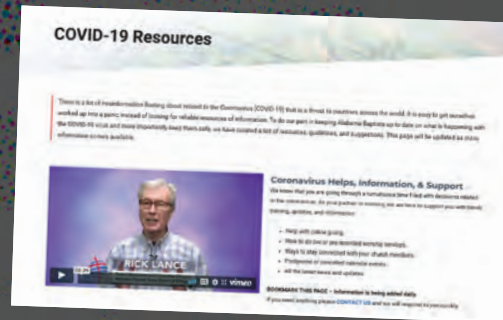 COVID-19 Resources
There is a lot of misinformation floating about related to the Coronavirus (COVID-19) that is a threat to countries across the world. It is easy to get somewhat
worked up into a panic instead of looking for reliable resources of information. To do our part in keeping Alabama Baptists up to date on what is happening with
the COVID-19 virus and more importantly keep them safe, we have curated a list of resources, guidelines, and suggestions. This page will be updated as more
information comes available.
Coronavirus Helps, Information, & Support
We know that you are going through a tumultuous time filled with decisions related
to the coronavirus. As your partner in ministry we are here to support you with
training, updates, and information:
Help with online giving.
How to do live or pre-recorded worship services.
Ways to stay connected with your church members.
Postponed or cancelled events.
All the latest news and updates.
BOOKMARK THIS PAGE – information is being added daily.
If you need anything please CONTACT US and we will respond to you quickly.
RICK LANCE
vimeo